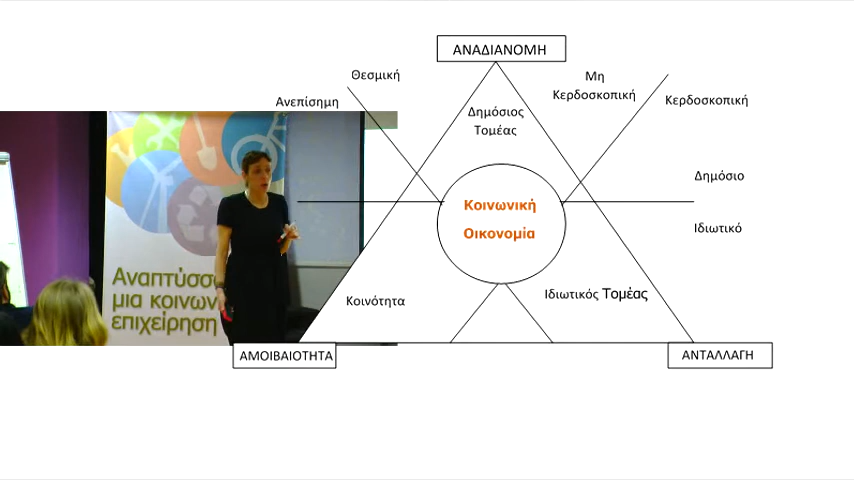 ΑΝΑΔΙΑΝΟΜΗ
Θεσμική
Μη
Κερδοσκοπική
Ανεπίσημη
Κερδοσκοπική
Δημόσιος
Τομέας
Δημόσιο
Κοινωνική
Οικονομία
Ιδιωτικό
Αναπτύσσο
μια κοινων
επιχείρηση
Κοινότητα
Ιδιωτικός Τομέας
ΑΜΟΙΒΑΙΟΤΗΤΑ
ΑΝΤΑΛΛΑΓΗ